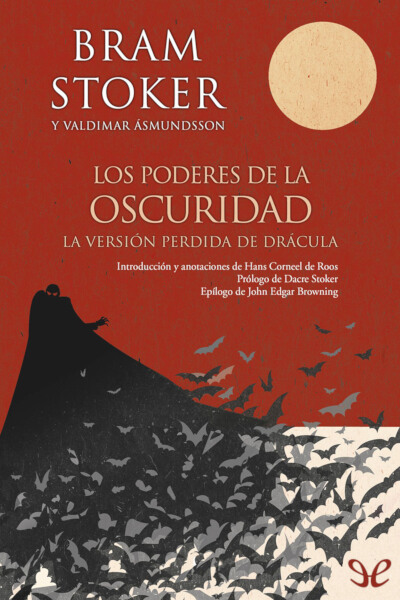 BRAM
STOKER
Y VALDIMAR ÁSMUNDSSON
LOS PODERES DE LA
OSCURIDAD
LA VERSIÓN PERDIDA DE DRÁCULA
Introducción y anotaciones de Hans Corneel de Roos
Prólogo de Dacre Stoker
Epílogo de John Edgar Browning